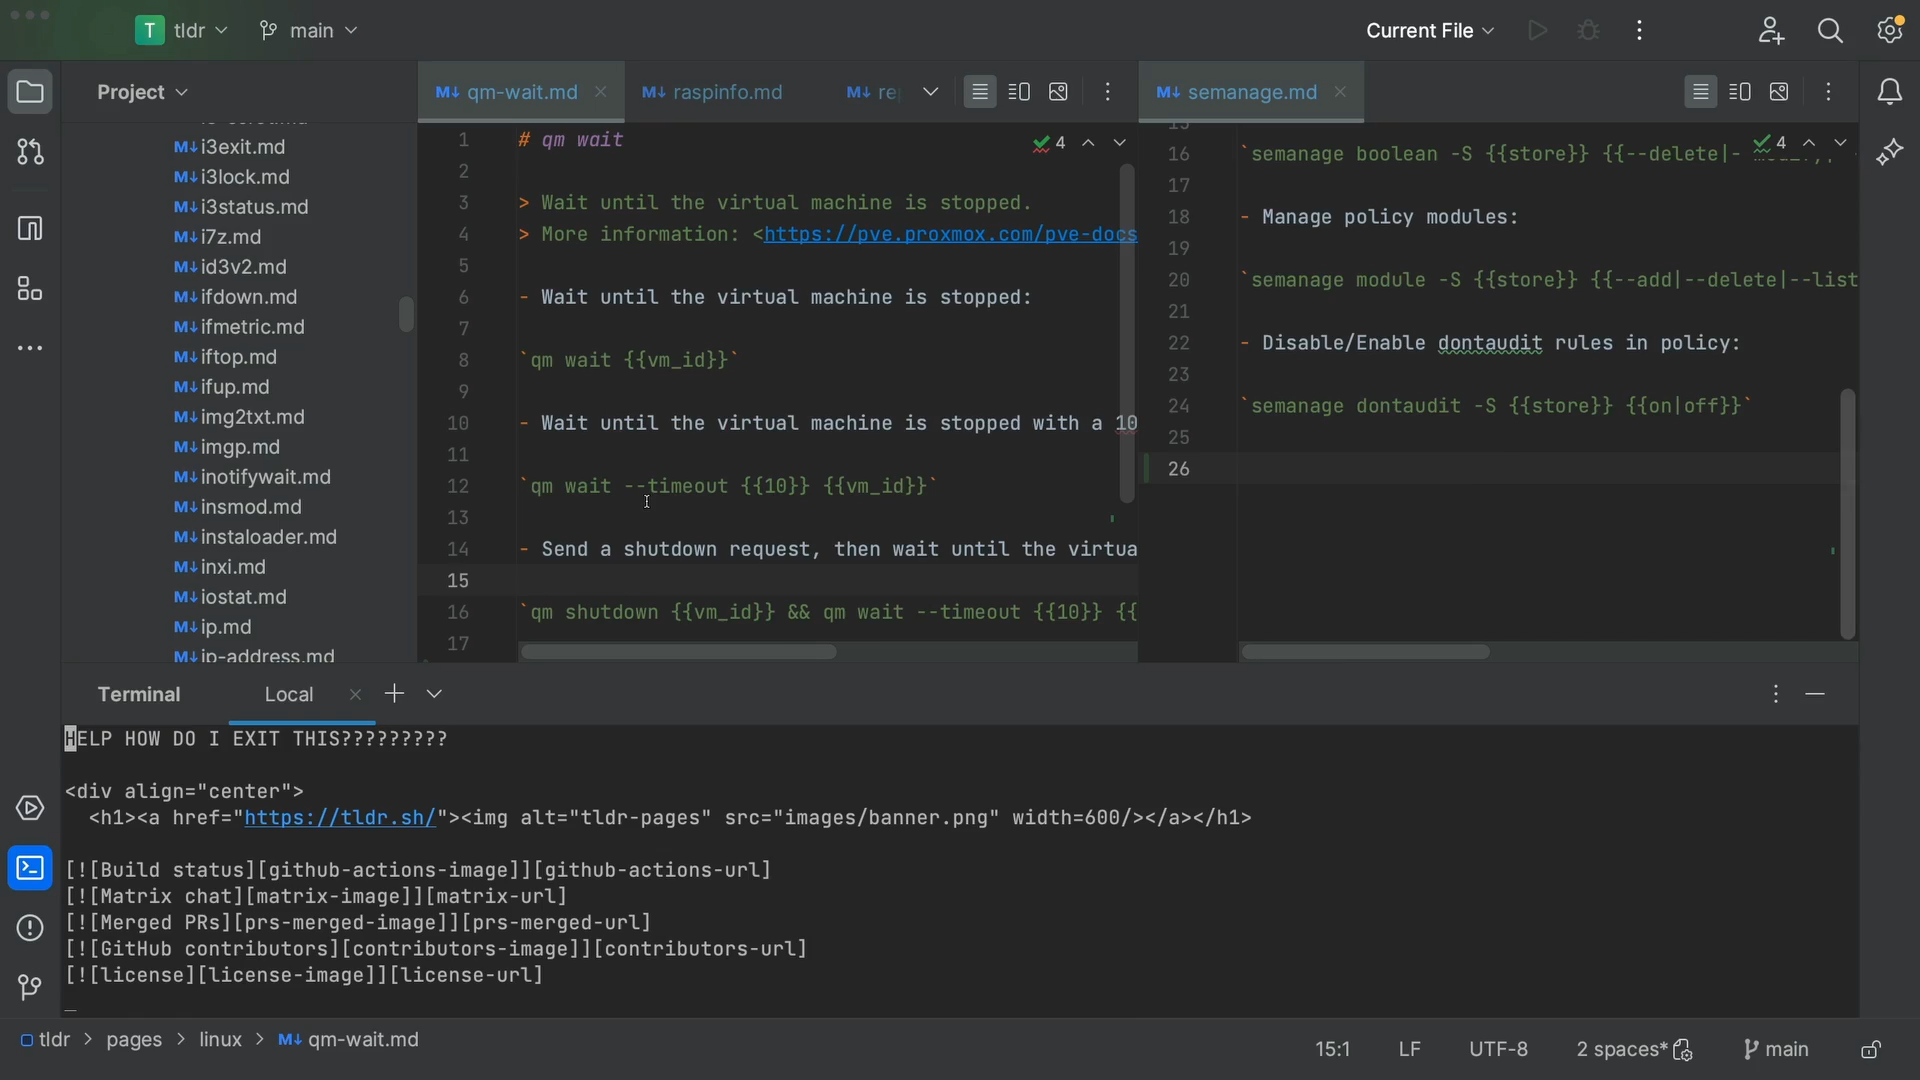 T tldr main Current File
Project
i3exit.md
i3lock.md
i3status.md
i7z.md
id3v2.md
ifdown.md
ifmetric.md
iftop.md
ifup.md
img2txt.md
imgp.md
inotifywait.md
insmod.md
instaloader.md
inxi.md
iostat.md
ip.md
ip-address.md
qm-wait.md raspinfo.md re
4
1 # qm wait
2
3 > Wait until the virtual machine is stopped.
4 > More information: <https://pve.proxmox.com/pve-docs
5
6 - Wait until the virtual machine is stopped:
7
8 `qm wait {{vm_id}}`
9
10 - Wait until the virtual machine is stopped with a 10
11
12 `qm wait --timeout {{10}} {{vm_id}}`
13
14 - Send a shutdown request, then wait until the virtua
15
16 `qm shutdown {{vm_id}} && qm wait --timeout {{10}} {{
17
semanage.md
4
15
16 `semanage boolean -S {{store}} {{--delete|-
17
18 - Manage policy modules:
19
20 `semanage module -S {{store}} {{--add|--delete|--list
21
22 - Disable/Enable dontaudit rules in policy:
23
24 `semanage dontaudit -S {{store}} {{on|off}}`
25
26
Terminal Local
HELP HOW DO I EXIT THIS?????????
<div align="center">
<h1><a href="https://tldr.sh/"><img alt="tldr-pages" src="images/banner.png" width=600/></a></h1>
[![Build status][github-actions-image]][github-actions-url]
[![Matrix chat][matrix-image]][matrix-url]
[![Merged PRs][prs-merged-image]][prs-merged-url]
[![GitHub contributors][contributors-image]][contributors-url]
[![license][license-image]][license-url]
tldr > pages > linux > qm-wait.md
15:1 LF UTF-8 2 spaces* main